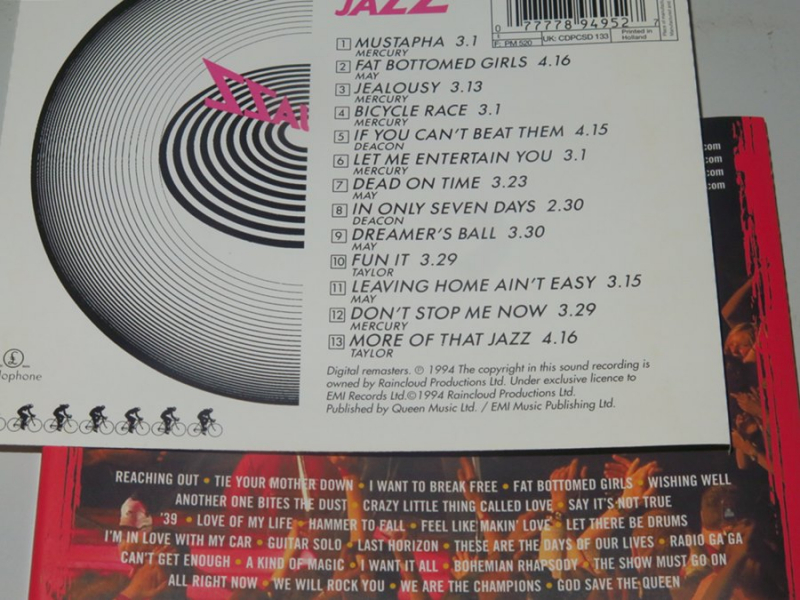 JAZZ
77778 94952 7
F: PM 520
UK: CDPCSD 133
Printed in
Holland
1 MUSTAPHA 3.1
MERCURY
2 FAT BOTTOMED GIRLS 4.16
MAY
3 JEALOUSY 3.13
MERCURY
4 BICYCLE RACE 3.1
MERCURY
5 IF YOU CAN'T BEAT THEM 4.15
DEACON
6 LET ME ENTERTAIN YOU 3.1
MERCURY
7 DEAD ON TIME 3.23
MAY
8 IN ONLY SEVEN DAYS 2.30
DEACON
9 DREAMER'S BALL 3.30
MAY
10 FUN IT 3.29
TAYLOR
11 LEAVING HOME AIN'T EASY 3.15
MAY
12 DON'T STOP ME NOW 3.29
MERCURY
13 MORE OF THAT JAZZ 4.16
TAYLOR
Digital remasters. ℗ 1994 The copyright in this sound recording is
owned by Raincloud Productions Ltd. Under exclusive licence to
EMI Records Ltd.© 1994 Raincloud Productions Ltd.
Published by Queen Music Ltd. / EMI Music Publishing Ltd.
lophone
.com
.com
.com
.com
REACHING OUT • TIE YOUR MOTHER DOWN • I WANT TO BREAK FREE • FAT BOTTOMED GIRLS • WISHING WELL
ANOTHER ONE BITES THE DUST • CRAZY LITTLE THING CALLED LOVE • SAY IT'S NOT TRUE
'39 • LOVE OF MY LIFE • HAMMER TO FALL • FEEL LIKE MAKIN' LOVE • LET THERE BE DRUMS
I'M IN LOVE WITH MY CAR • GUITAR SOLO • LAST HORIZON • THESE ARE THE DAYS OF OUR LIVES • RADIO GA GA
CAN'T GET ENOUGH • A KIND OF MAGIC • I WANT IT ALL • BOHEMIAN RHAPSODY • THE SHOW MUST GO ON
ALL RIGHT NOW • WE WILL ROCK YOU • WE ARE THE CHAMPIONS • GOD SAVE THE QUEEN